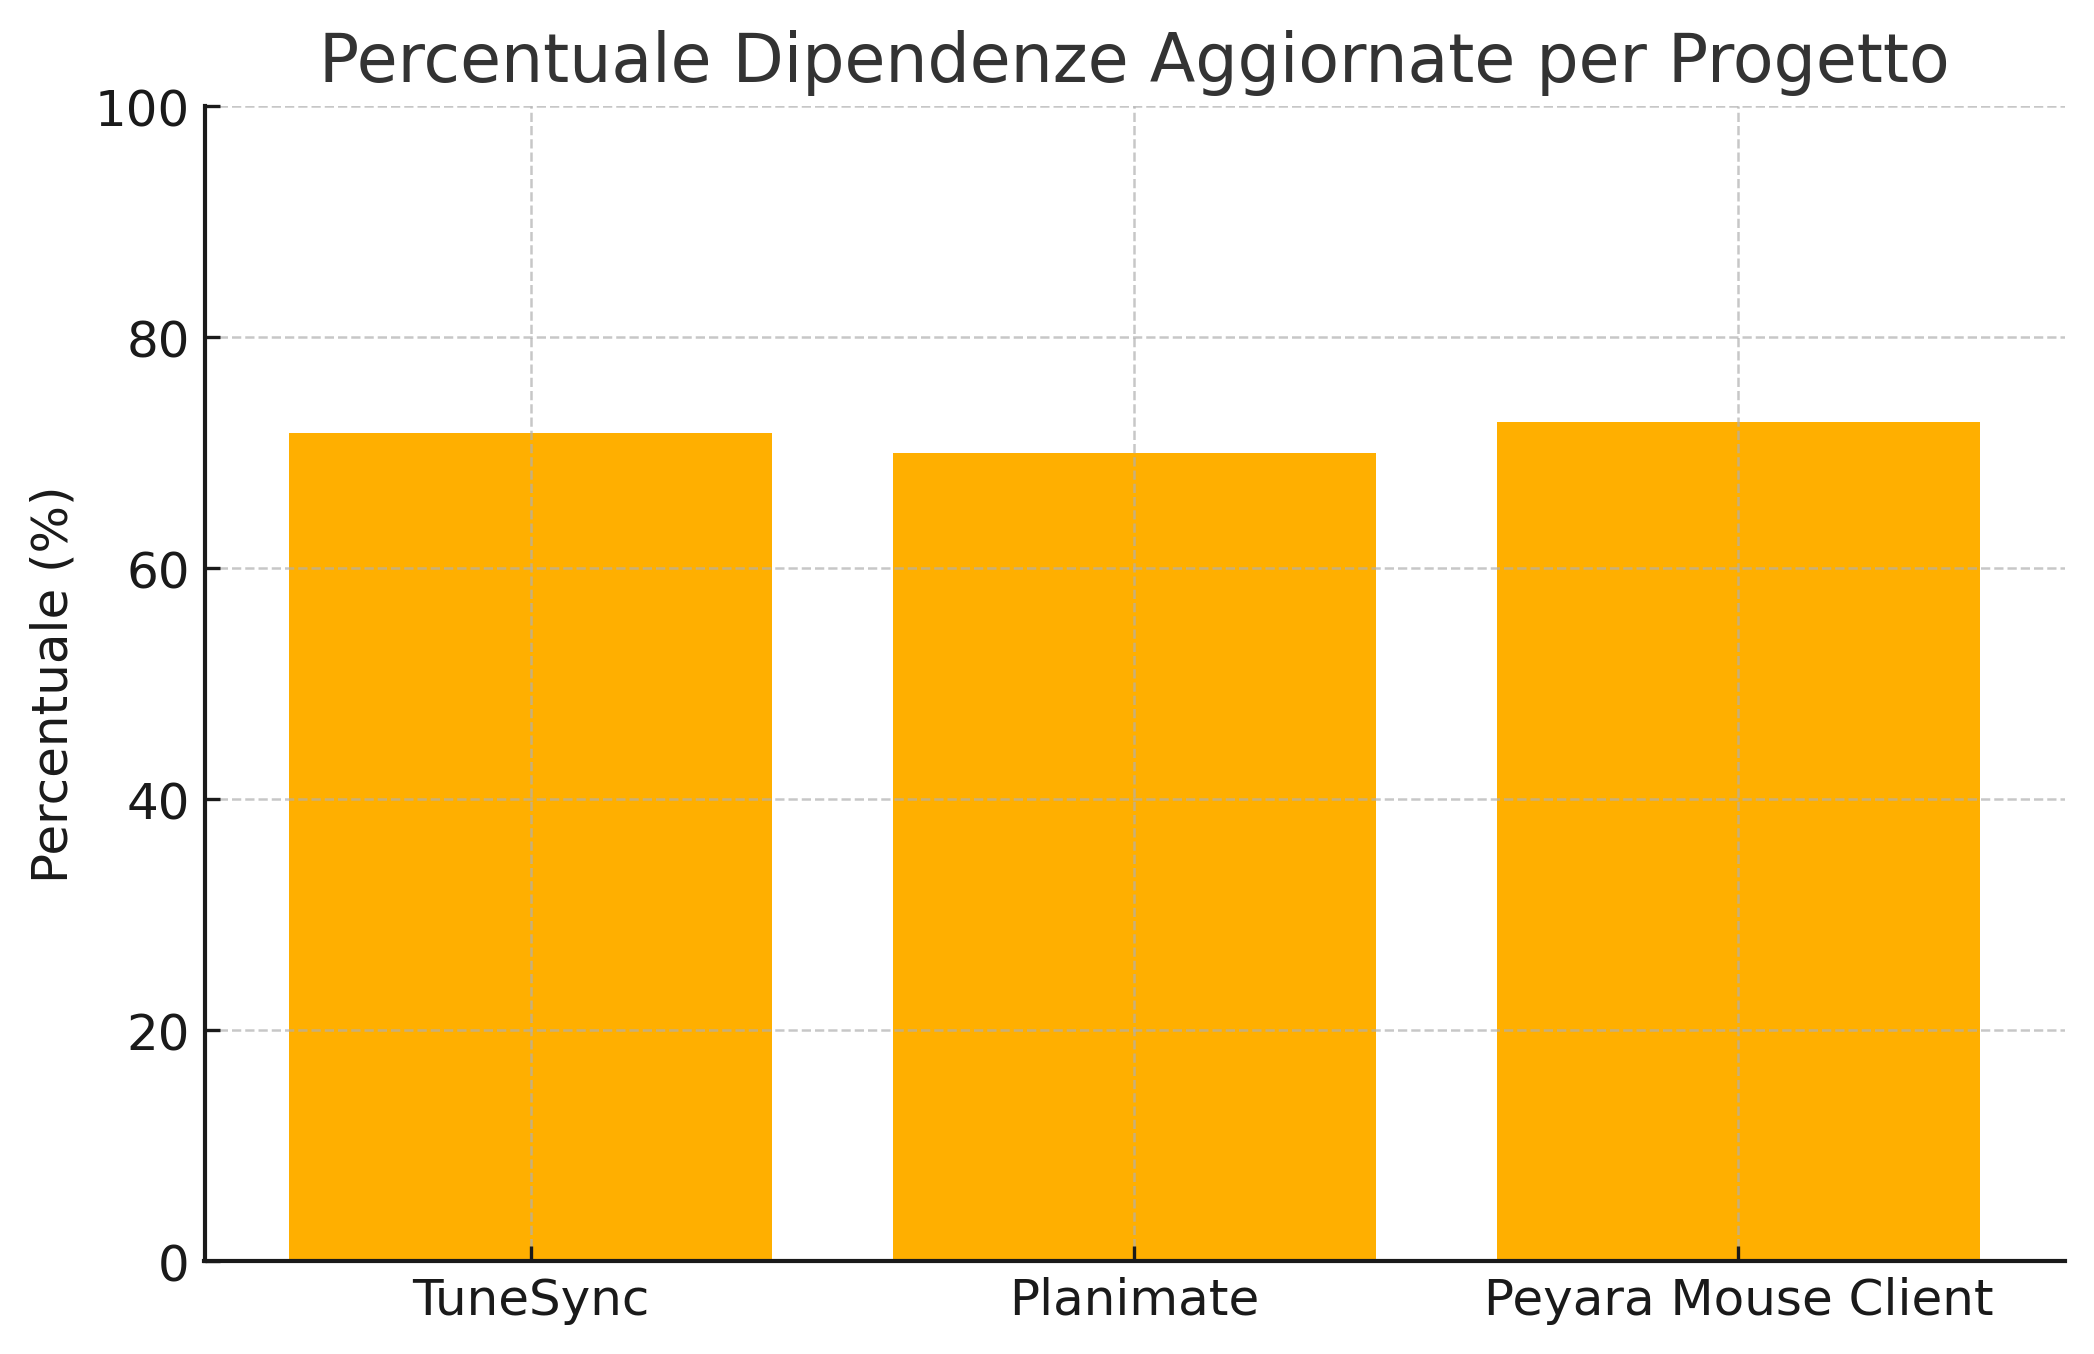 Percentuale Dipendenze Aggiornate per Progetto
Percentuale (%)
100
80
60
40
20
0
TuneSync
Planimate
Peyara Mouse Client